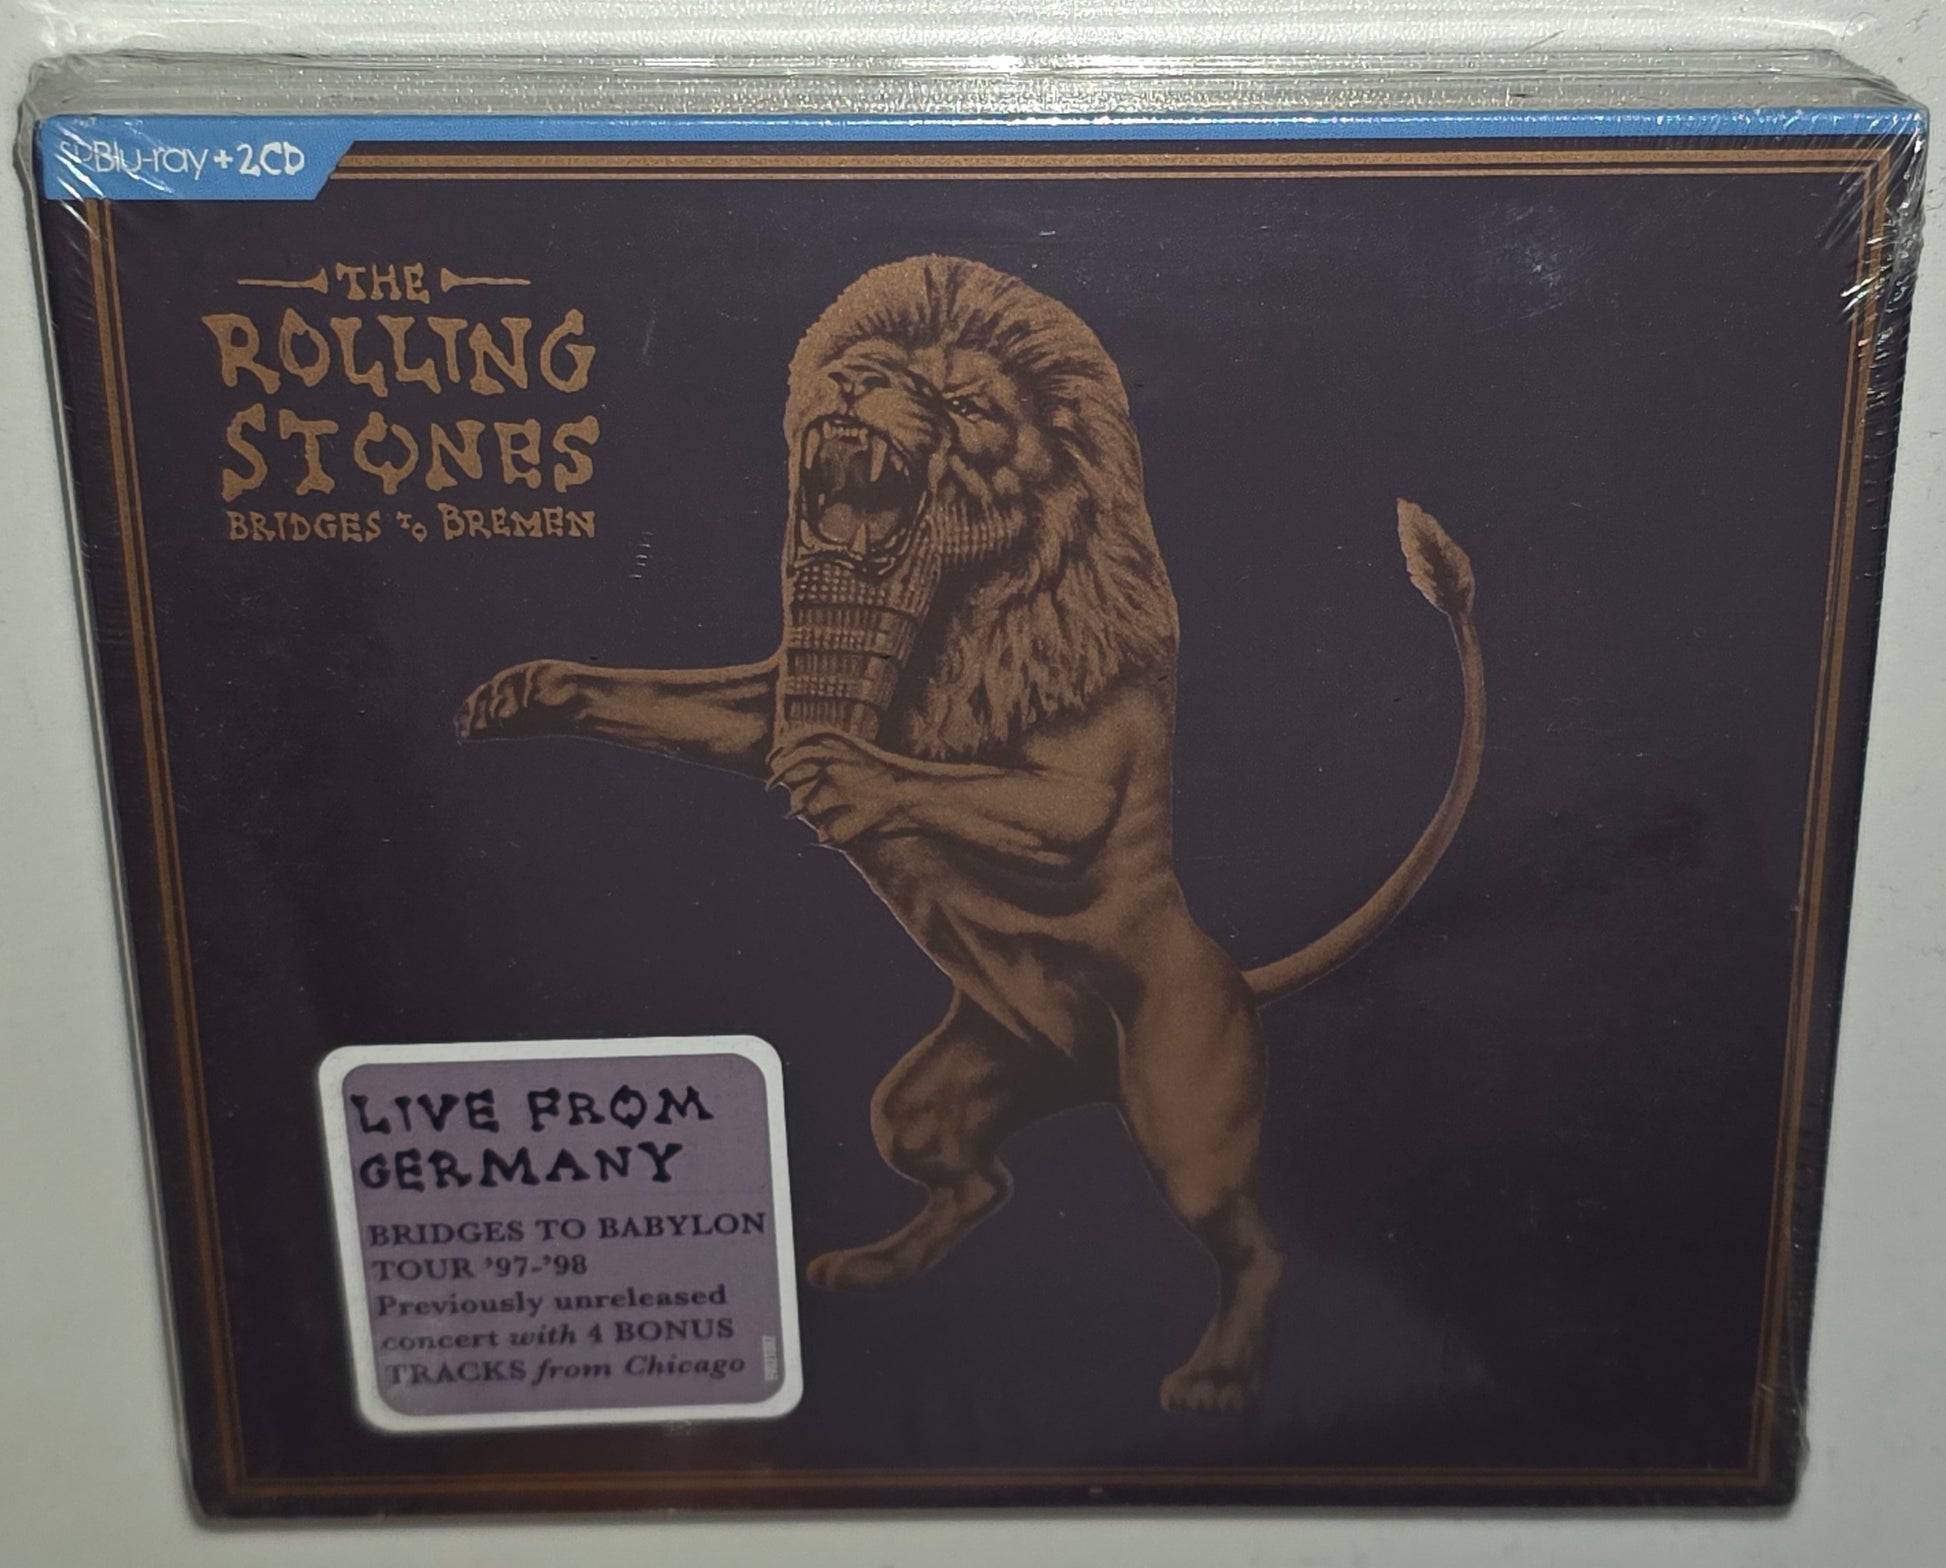 Blu-ray + 2CD
THE
ROLLING
STONES
BRIDGES TO BREMEN
LIVE FROM
GERMANY
BRIDGES TO BABYLON
TOUR '97-'98
Previously unreleased
concert with 4 BONUS
TRACKS from Chicago